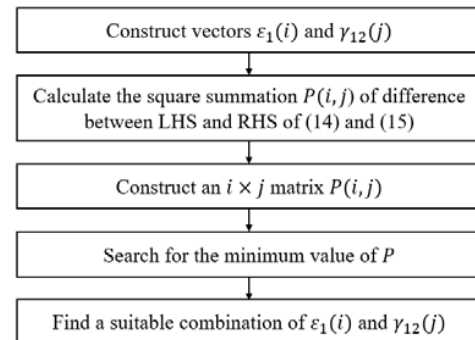 Construct vectors ε₁(i) and γ₁₂(j)
Calculate the square summation P(i, j) of difference
between LHS and RHS of (14) and (15)
Construct an i × j matrix P(i, j)
Search for the minimum value of P
Find a suitable combination of ε₁(i) and γ₁₂(j)